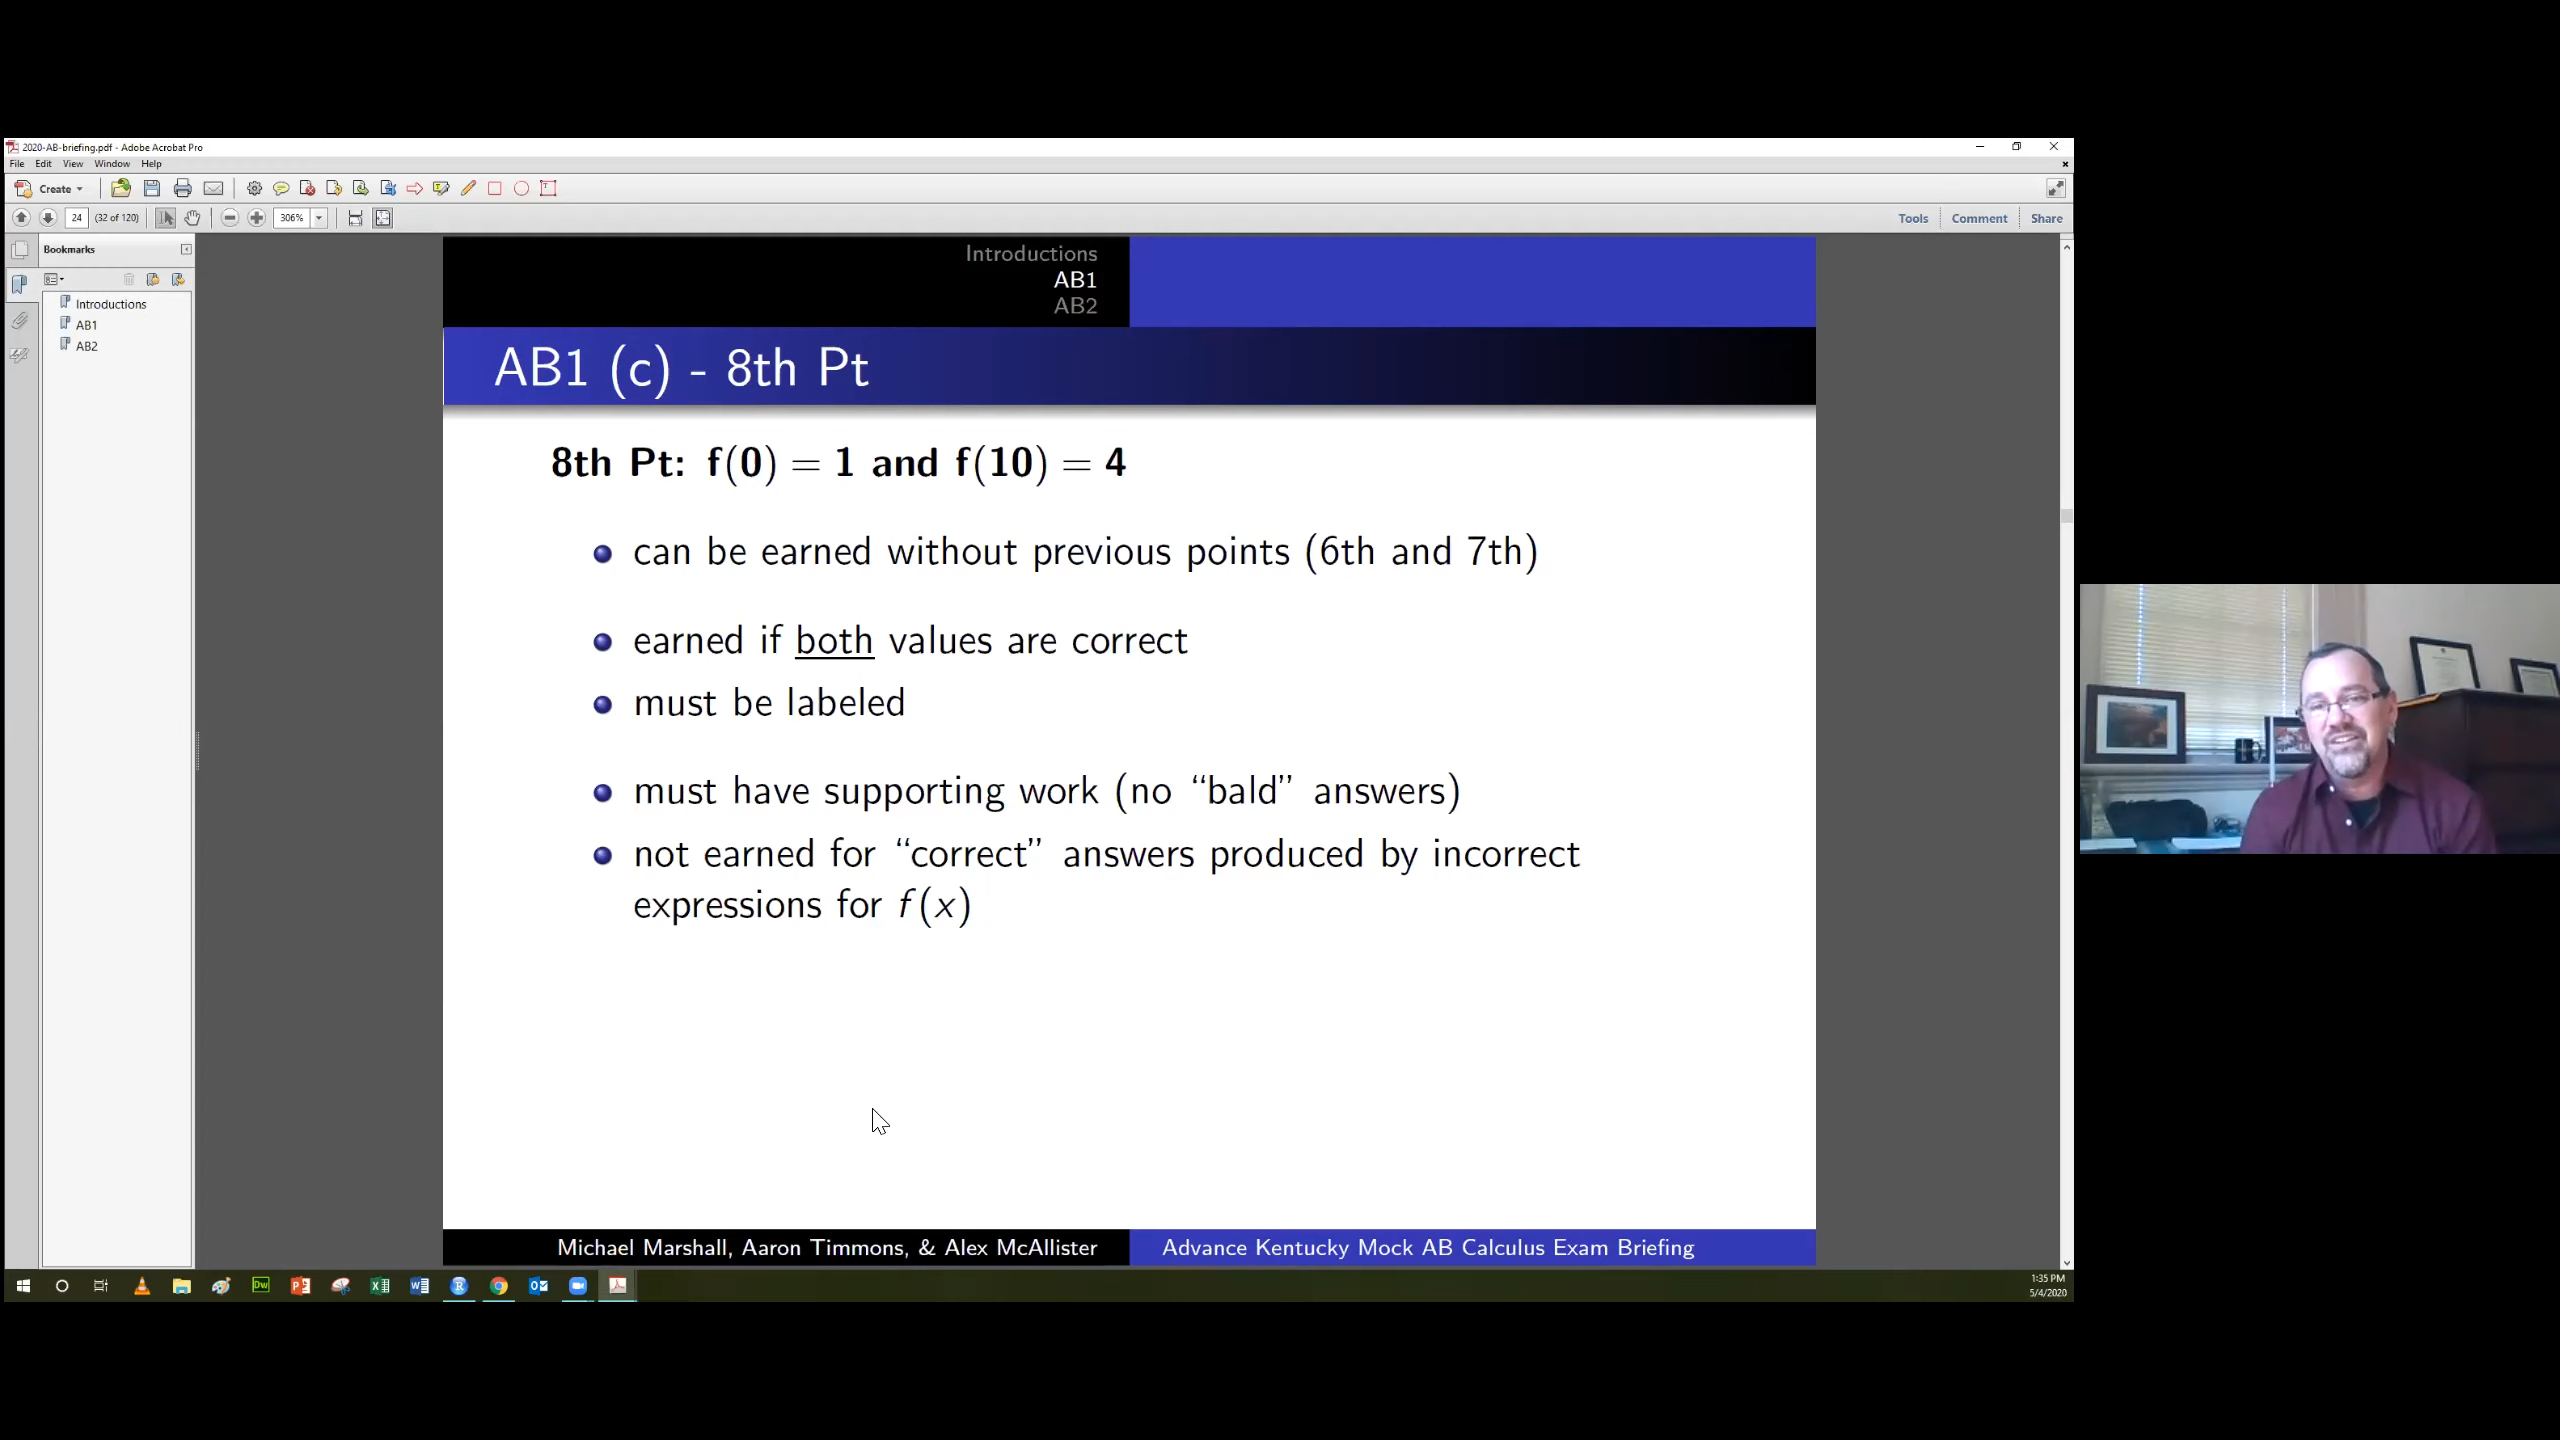 2020-AB-briefing.pdf - Adobe Acrobat Pro
File Edit View Window Help
Create
24 (32 of 120) 306% Tools Comment Share
Bookmarks
Introductions
AB1
AB2
Introductions
AB1
AB2
AB1 (c) - 8th Pt
8th Pt: f(0) = 1 and f(10) = 4
can be earned without previous points (6th and 7th)
earned if both values are correct
must be labeled
must have supporting work (no “bald” answers)
not earned for “correct” answers produced by incorrect
expressions for f(x)
Michael Marshall, Aaron Timmons, & Alex McAllister Advance Kentucky Mock AB Calculus Exam Briefing
1:35 PM
5/4/2020